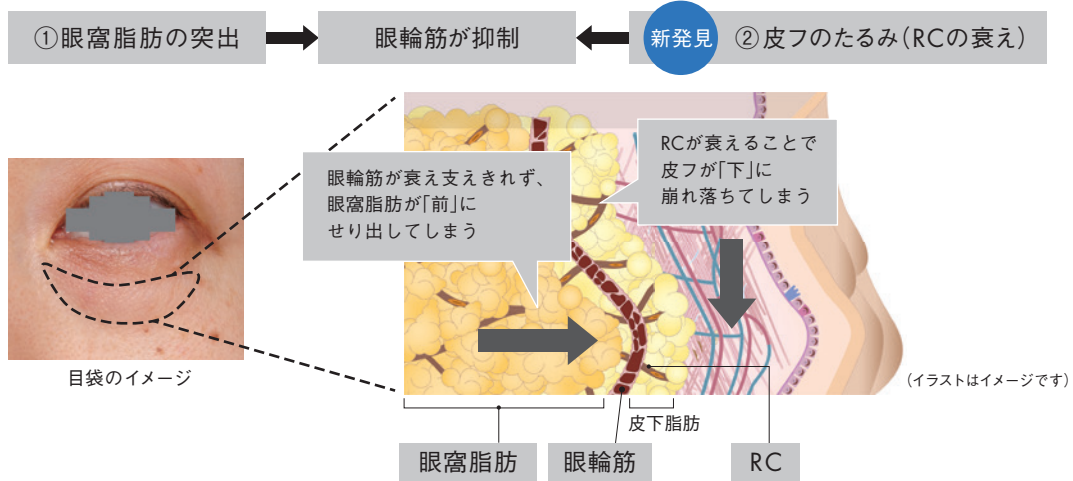 ①眼窩脂肪の突出
眼輪筋が抑制
新発見
②皮フのたるみ（RCの衰え）
眼輪筋が衰え支えきれず、
眼窩脂肪が「前」に
せり出してしまう
RCが衰えることで
皮フが「下」に
崩れ落ちてしまう
目袋のイメージ
（イラストはイメージです）
皮下脂肪
眼窩脂肪
眼輪筋
RC